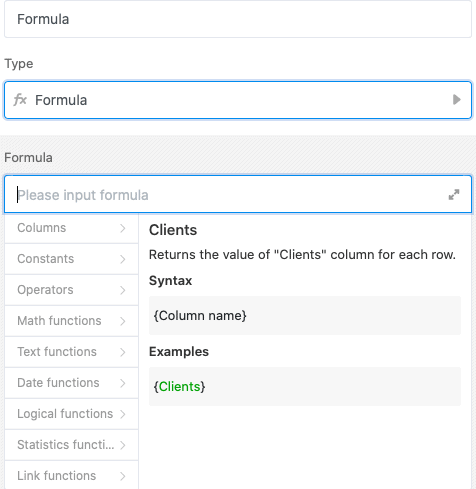 Formula
Type
fx Formula
Formula
Please input formula
Columns
Constants
Operators
Math functions
Text functions
Date functions
Logical functions
Statistics functi...
Link functions
Clients
Returns the value of "Clients" column for each row.
Syntax
{Column name}
Examples
{Clients}